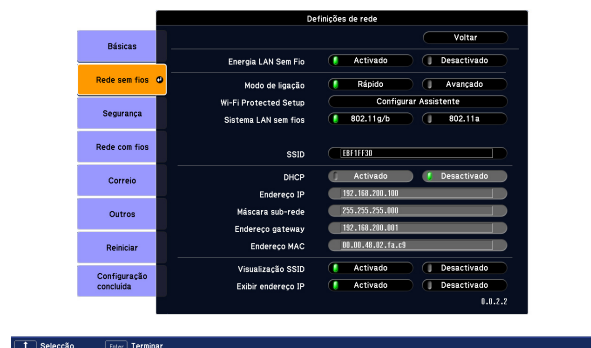 Definições de rede
Voltar
Básicas
Energia LAN Sem Fio Activado Desactivado
Rede sem fios
Modo de ligação Rápido Avançado
Wi-Fi Protected Setup Configurar Assistente
Segurança
Sistema LAN sem fios 802.11g/b 802.11a
Rede com fios
SSID EBF1FF3D
DHCP Activado Desactivado
Correio
Endereço IP 192.168.200.100
Máscara sub-rede 255.255.255.000
Outros
Endereço gateway 192.168.200.001
Reiniciar
Endereço MAC 00.00.48.02.fa.c9
Visualização SSID Activado Desactivado
Configuração
concluida
Exibir endereço IP Activado Desactivado
0.0.2.2
Selecção Enter Terminar